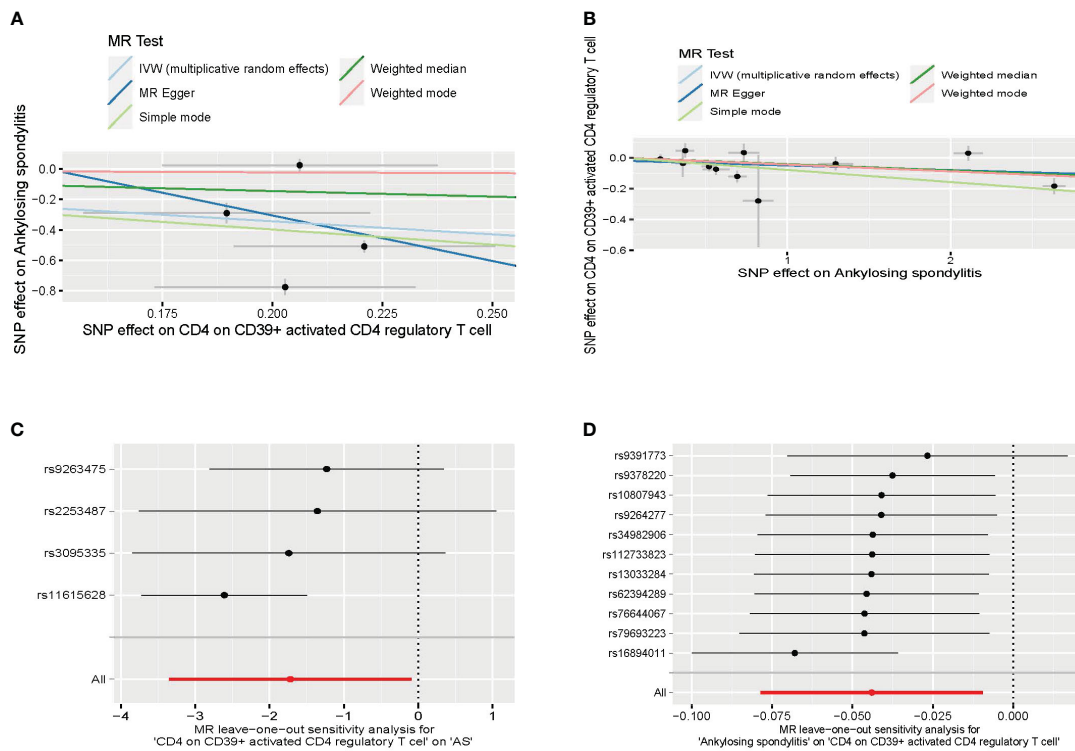 A
MR Test
IVW (multiplicative random effects)
MR Egger
Simple mode
Weighted median
Weighted mode
SNP effect on Ankylosing spondylitis
0.0
−0.2
−0.4
−0.6
−0.8
0.175
0.200
0.225
0.250
SNP effect on CD4 on CD39+ activated CD4 regulatory T cell
B
MR Test
IVW (multiplicative random effects)
MR Egger
Simple mode
Weighted median
Weighted mode
SNP effect on CD4 on CD39+ activated CD4 regulatory T cell
0.0
−0.2
−0.4
−0.6
1
2
SNP effect on Ankylosing spondylitis
C
rs9263475
rs2253487
rs3095335
rs11615628
All
−4
−3
−2
−1
0
1
MR leave−one−out sensitivity analysis for
'CD4 on CD39+ activated CD4 regulatory T cel' on 'AS'
D
rs9391773
rs9378220
rs10807943
rs9264277
rs34982906
rs112733823
rs13033284
rs62394289
rs76644067
rs79693223
rs16894011
All
−0.100
−0.075
−0.050
−0.025
0.000
MR leave−one−out sensitivity analysis for
'Ankylosing spondylitis' on 'CD4 on CD39+ activated CD4 regulatory T cell'